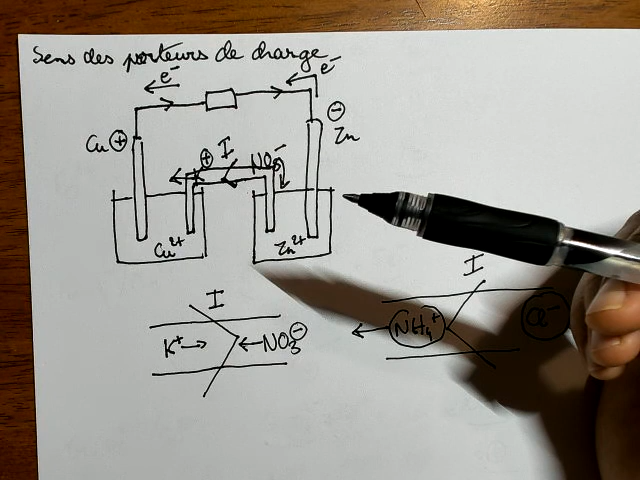 Sens des porteurs de charge
e⁻ e⁻
Cu ⊕ ⊖
Zn
⊕ I NO₃⁻
Cu²⁺ Zn²⁺
I
I
K⁺ → ← NO₃⁻
NH₄⁺ Cl⁻